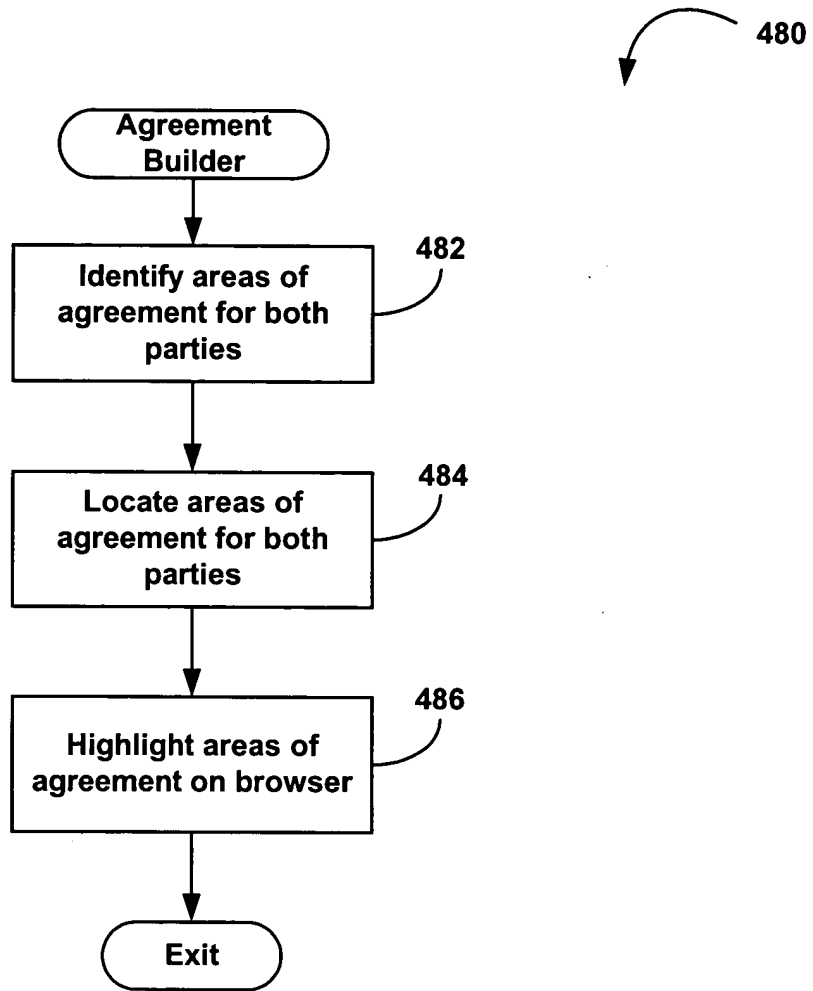 480
Agreement
Builder
482
Identify areas of
agreement for both
parties
484
Locate areas of
agreement for both
parties
486
Highlight areas of
agreement on browser
Exit